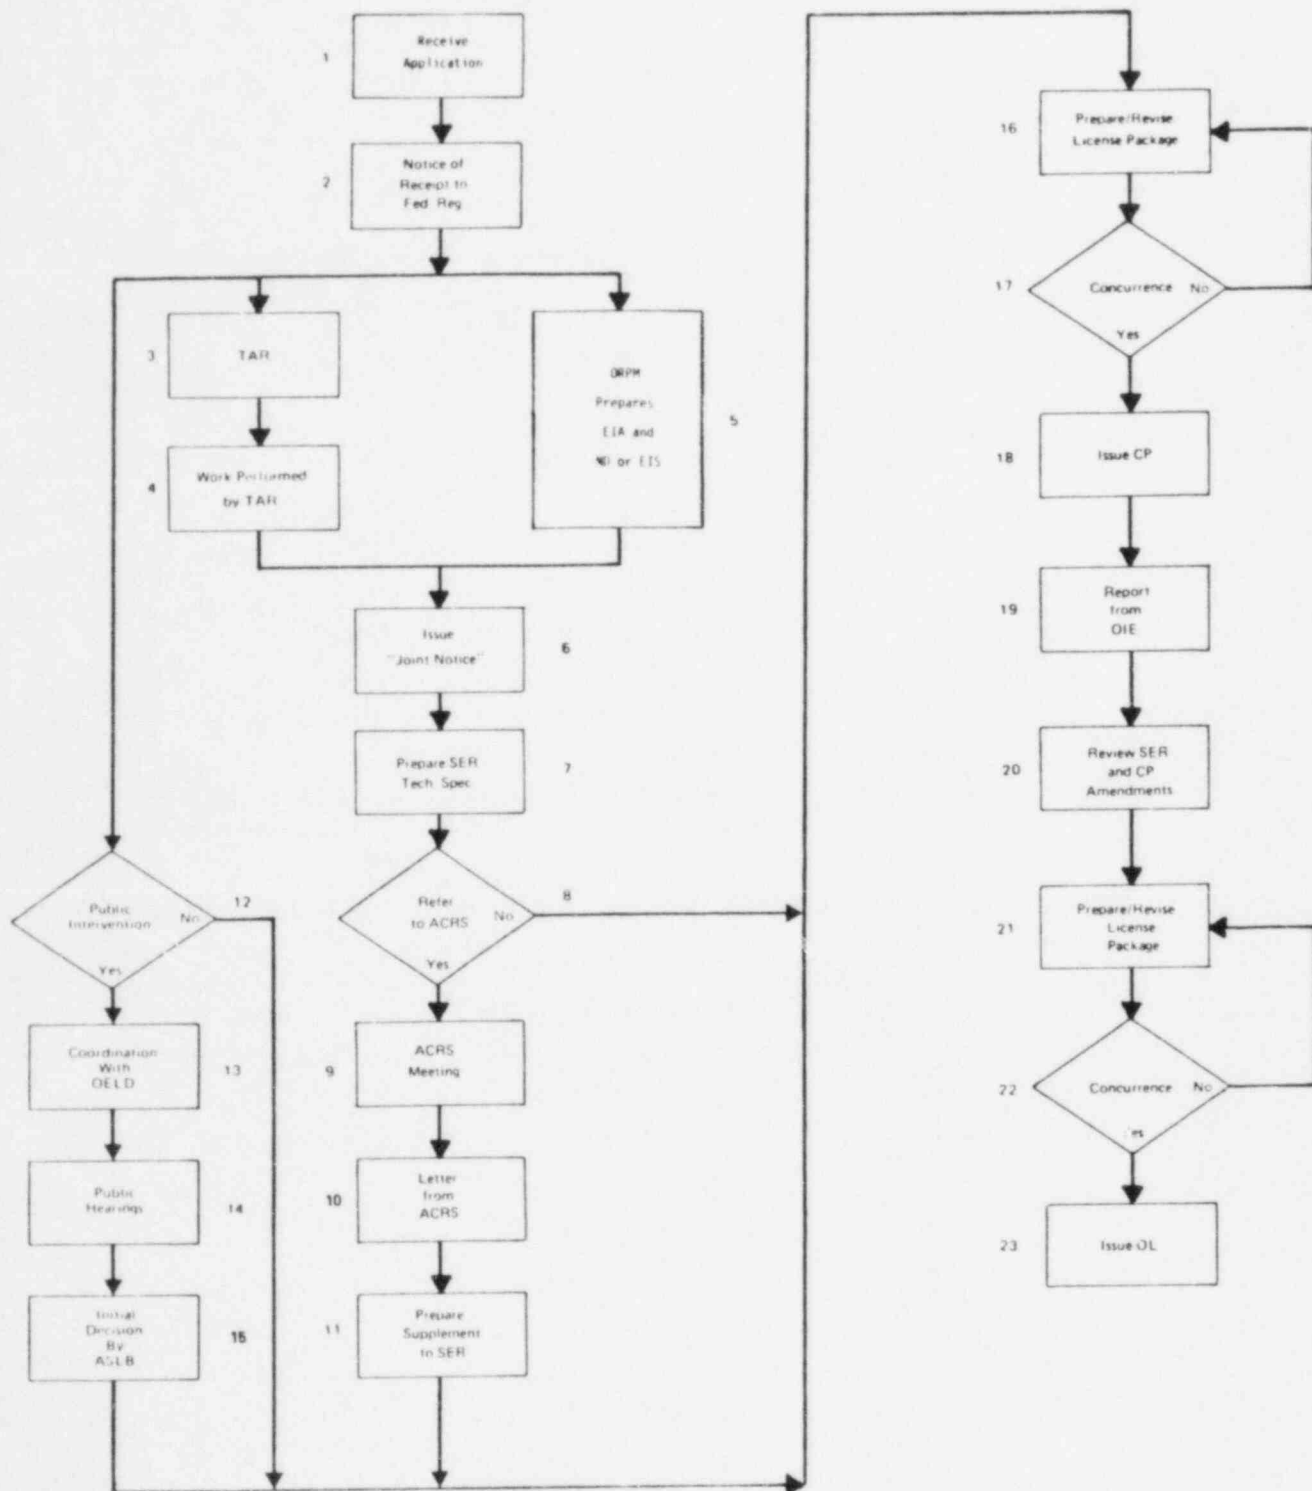 1
Receive
Application
2
Notice of
Receipt to
Fed. Reg.
3
TAR
4
Work Performed
by TAR
ORPM
Prepares
EIA and
ND or EIS
5
Issue
"Joint Notice"
6
Prepare SER
Tech. Spec.
7
Public
Intervention
No
12
Yes
Refer
to ACRS
No
8
Yes
Coordination
With
OELD
13
9
ACRS
Meeting
Public
Hearings
14
10
Letter
from
ACRS
Initial
Decision
By
ASLB
15
11
Prepare
Supplement
to SER
16
Prepare/Revise
License Package
17
Concurrence
No
Yes
18
Issue CP
19
Report
from
OIE
20
Review SER
and CP
Amendments
21
Prepare/Revise
License
Package
22
Concurrence
No
Yes
23
Issue OL